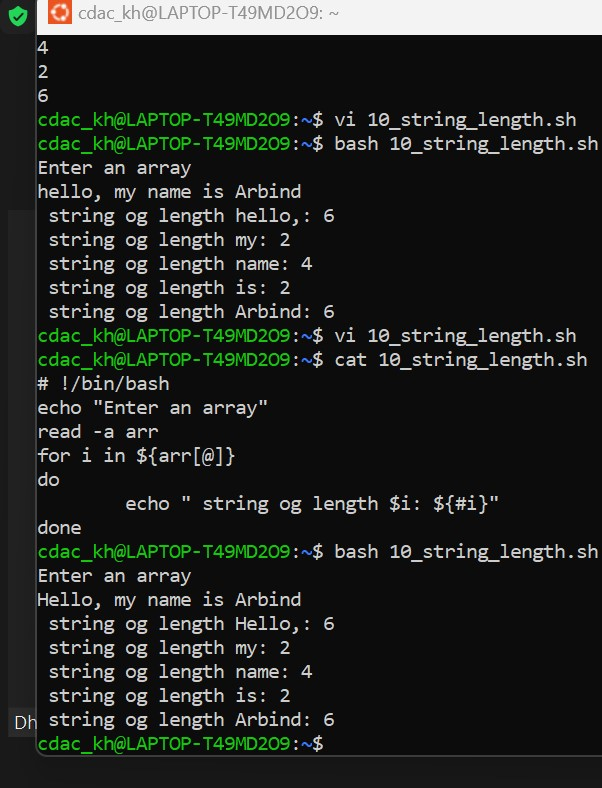 cdac_kh@LAPTOP-T49MD2O9: ~
4
2
6
cdac_kh@LAPTOP-T49MD2O9:~$ vi 10_string_length.sh
cdac_kh@LAPTOP-T49MD2O9:~$ bash 10_string_length.sh
Enter an array
hello, my name is Arbind
 string og length hello,: 6
 string og length my: 2
 string og length name: 4
 string og length is: 2
 string og length Arbind: 6
cdac_kh@LAPTOP-T49MD2O9:~$ vi 10_string_length.sh
cdac_kh@LAPTOP-T49MD2O9:~$ cat 10_string_length.sh
# !/bin/bash
echo "Enter an array"
read -a arr
for i in ${arr[@]}
do
        echo " string og length $i: ${#i}"
done
cdac_kh@LAPTOP-T49MD2O9:~$ bash 10_string_length.sh
Enter an array
Hello, my name is Arbind
 string og length Hello,: 6
 string og length my: 2
 string og length name: 4
 string og length is: 2
 string og length Arbind: 6
Dh
cdac_kh@LAPTOP-T49MD2O9:~$